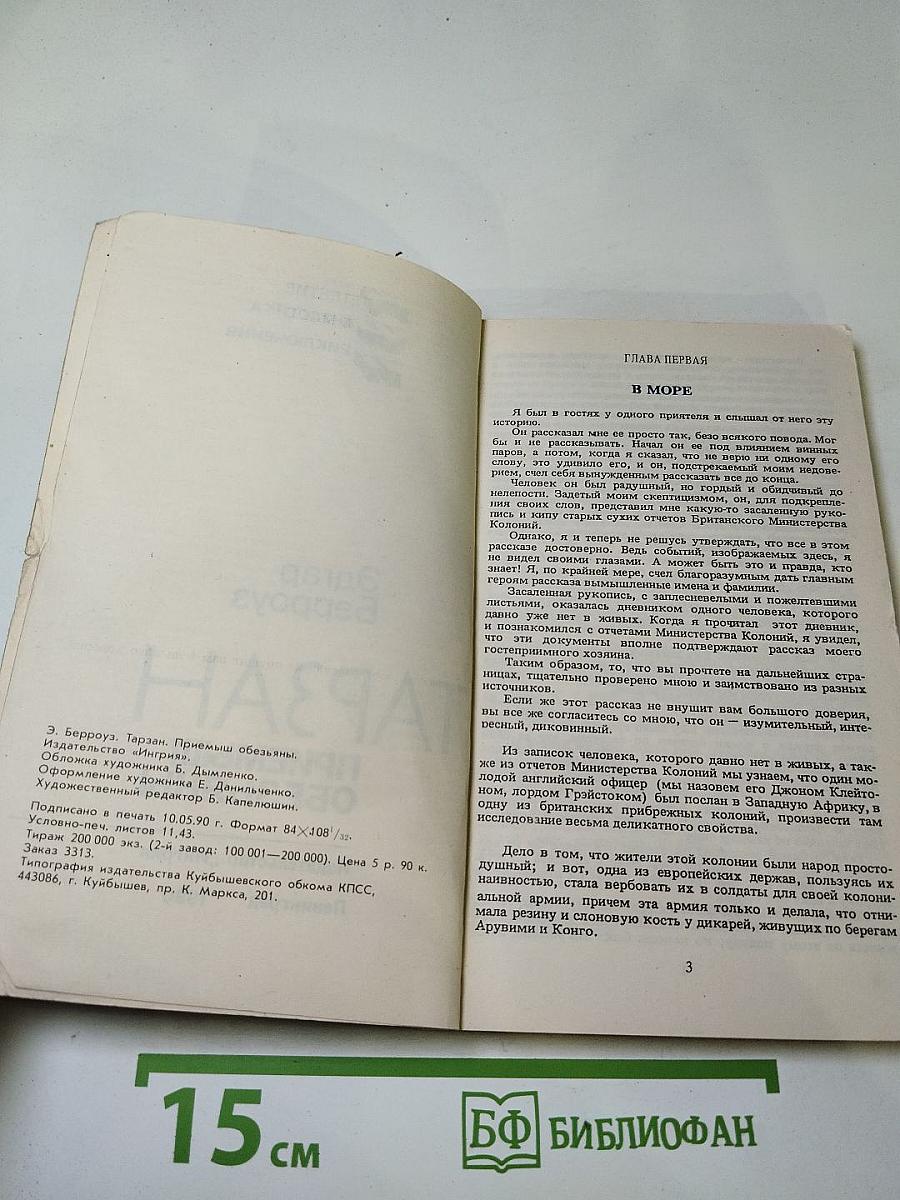 Э. Берроуз. Тарзан. Приемыш обезьяны.
Издательство «Ингрия».
Обложка художника Б. Дымленко.
Оформление художника Е. Данильченко.
Художественный редактор Б. Капелюшин.
Подписано в печать 10.05.90 г. Формат 84×108¹/₃₂.
Условно-печ. листов 11,43.
Тираж 200 000 экз. (2-й завод: 100 001—200 000). Цена 5 р. 90 к.
Заказ 3313.
Типография издательства Куйбышевского обкома КПСС,
443086, г. Куйбышев, пр. К. Маркса, 201.
ГЛАВА ПЕРВАЯ
В МОРЕ
Я был в гостях у одного приятеля и слышал от него эту
историю.
Он рассказал мне ее просто так, безо всякого повода. Мог
бы и не рассказывать. Начал он ее под влиянием винных
паров, а потом, когда я сказал, что не верю ни одному его
слову, это удивило его, и он, подстрекаемый моим недове-
рием, счел себя вынужденным рассказать все до конца.
Человек он был радушный, но гордый и обидчивый до
нелепости. Задетый моим скептицизмом, он, для подкрепле-
ния своих слов, представил мне какую-то засаленную руко-
пись и кипу старых сухих отчетов Британского Министерства
Колоний.
Однако, я и теперь не решусь утверждать, что все в этом
рассказе достоверно. Ведь событий, изображаемых здесь, я
не видел своими глазами. А может быть это и правда, кто
знает! Я, по крайней мере, счел благоразумным дать главным
героям рассказа вымышленные имена и фамилии.
Засаленная рукопись, с заплесневелыми и пожелтевшими
листьями, оказалась дневником одного человека, которого
давно уже нет в живых. Когда я прочитал этот дневник,
и познакомился с отчетами Министерства Колоний, я увидел,
что эти документы вполне подтверждают рассказ моего
гостеприимного хозяина.
Таким образом, то, что вы прочтете на дальнейших стра-
ницах, тщательно проверено мною и заимствовано из разных
источников.
Если же этот рассказ не внушит вам большого доверия,
вы все же согласитесь со мною, что он — изумительный, инте-
ресный, диковинный.
Из записок человека, которого давно нет в живых, а так-
же из отчетов Министерства Колоний мы узнаем, что один мо-
лодой английский офицер (мы назовем его Джоном Клейто-
ном, лордом Грэйстоком) был послан в Западную Африку, в
одну из британских прибрежных колоний, произвести там
исследование весьма деликатного свойства.
Дело в том, что жители этой колонии были народ просто-
душный; и вот, одна из европейских держав, пользуясь их
наивностью, стала вербовать их в солдаты для своей колони-
альной армии, причем эта армия только и делала, что отни-
мала резину и слоновую кость у дикарей, живущих по берегам
Арувими и Конго.
3
15 см
БФ БИБЛИОФАН